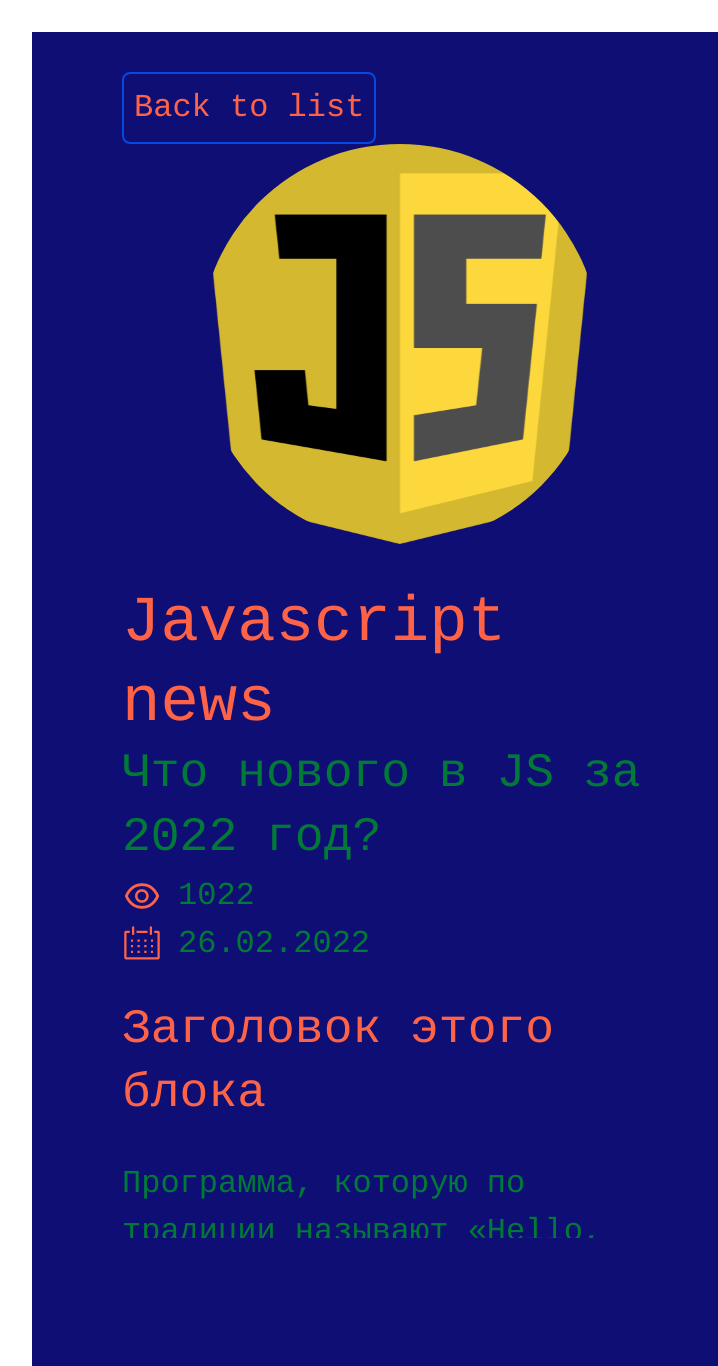 Back to list
JS
Javascript
news
Что нового в JS за
2022 год?
1022
26.02.2022
Заголовок этого
блока
Программа, которую по
традиции называют «Hello,